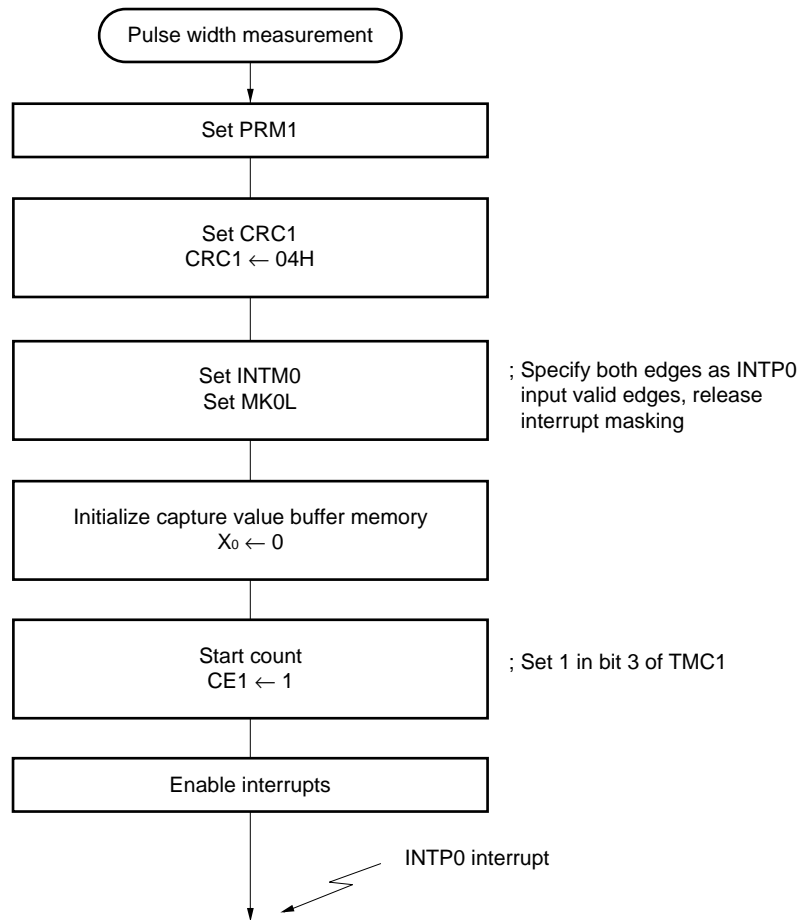 Pulse width measurement
Set PRM1
Set CRC1
CRC1 ← 04H
Set INTM0
Set MK0L
; Specify both edges as INTP0
input valid edges, release
interrupt masking
Initialize capture value buffer memory
X₀ ← 0
Start count
CE1 ← 1
; Set 1 in bit 3 of TMC1
Enable interrupts
INTP0 interrupt